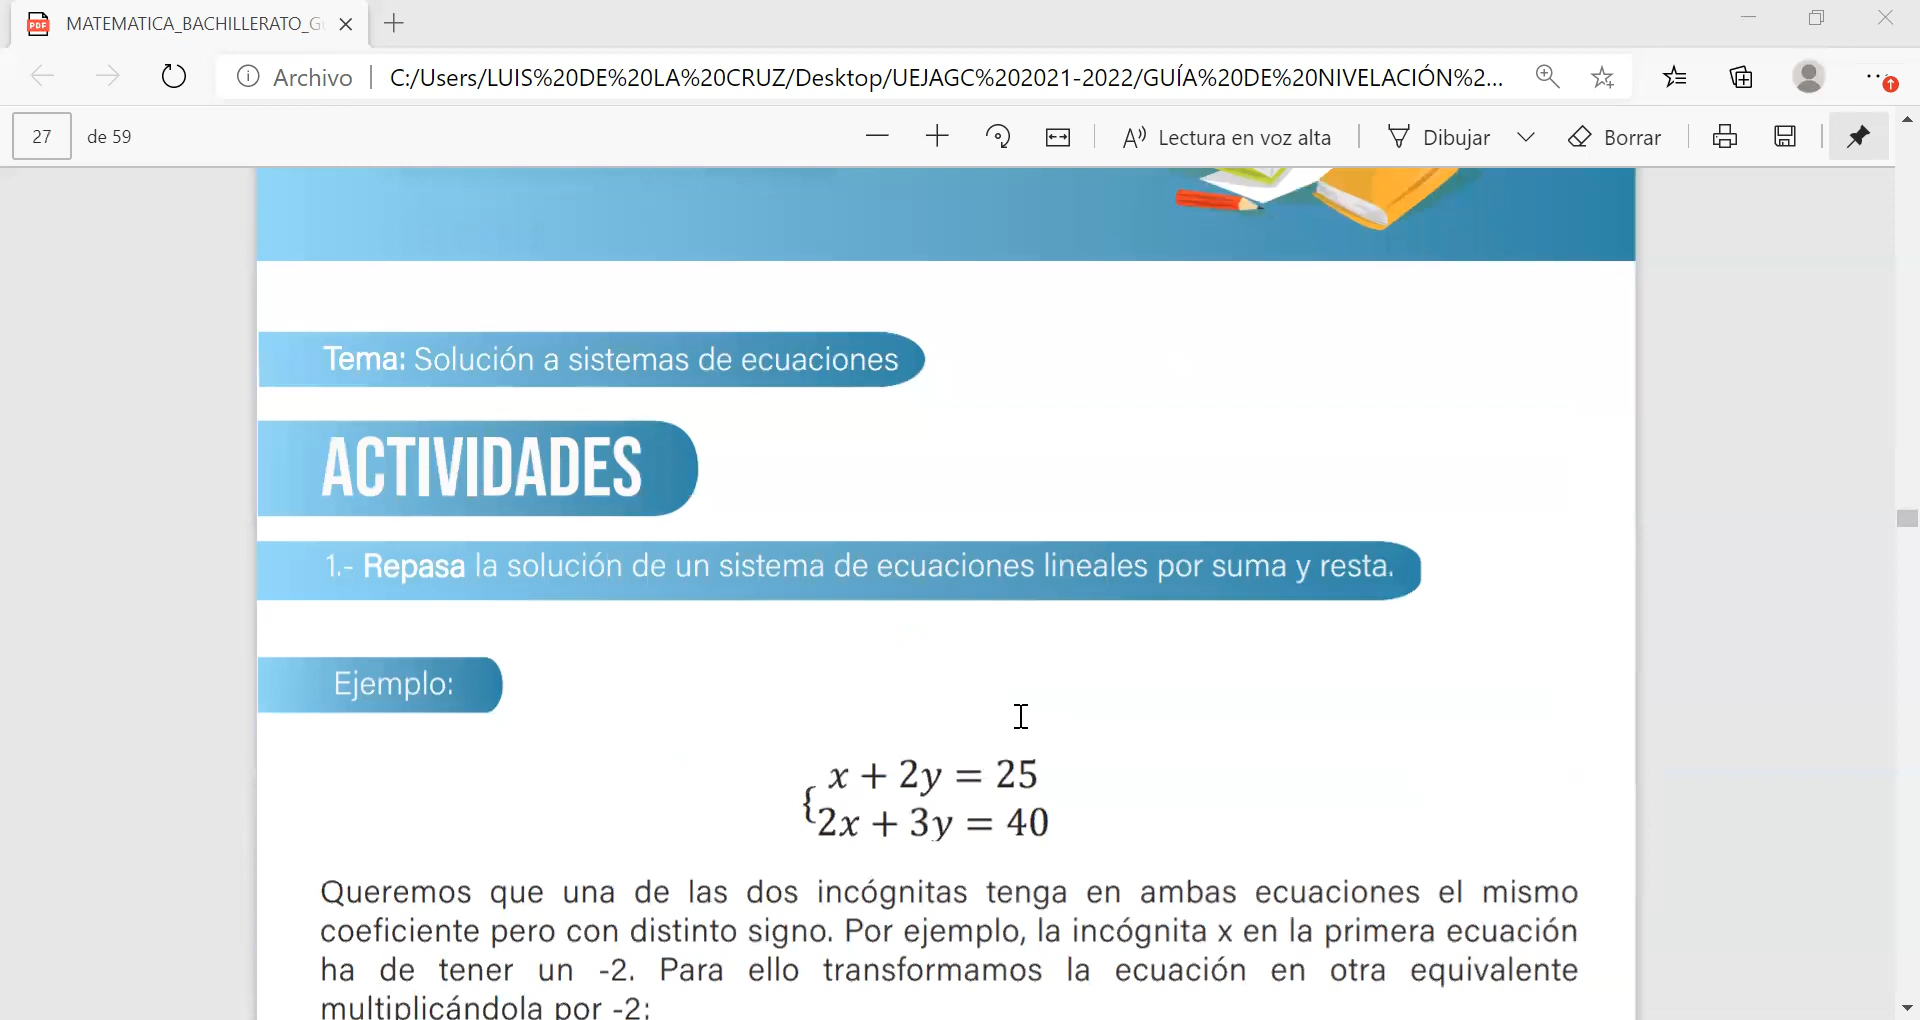 MATEMATICA_BACHILLERATO_G
Archivo | C:/Users/LUIS%20DE%20LA%20CRUZ/Desktop/UEJAGC%202021-2022/GUÍA%20DE%20NIVELACIÓN%2...
27 de 59 Lectura en voz alta Dibujar Borrar
Tema: Solución a sistemas de ecuaciones
ACTIVIDADES
1.- Repasa la solución de un sistema de ecuaciones lineales por suma y resta.
Ejemplo:
x + 2y = 25
2x + 3y = 40
Queremos que una de las dos incógnitas tenga en ambas ecuaciones el mismo
coeficiente pero con distinto signo. Por ejemplo, la incógnita x en la primera ecuación
ha de tener un -2. Para ello transformamos la ecuación en otra equivalente
multiplicándola por -2: